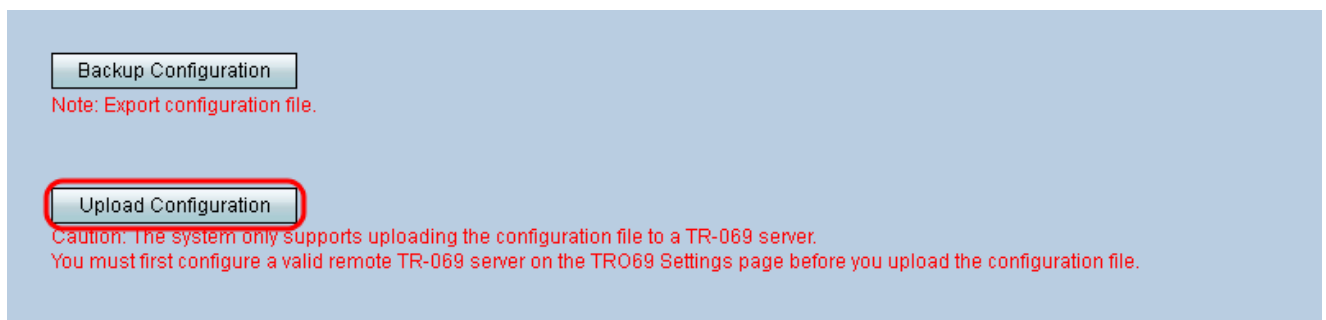 Backup Configuration
Note: Export configuration file.
Upload Configuration
Caution: The system only supports uploading the configuration file to a TR-069 server.
You must first configure a valid remote TR-069 server on the TRO69 Settings page before you upload the configuration file.